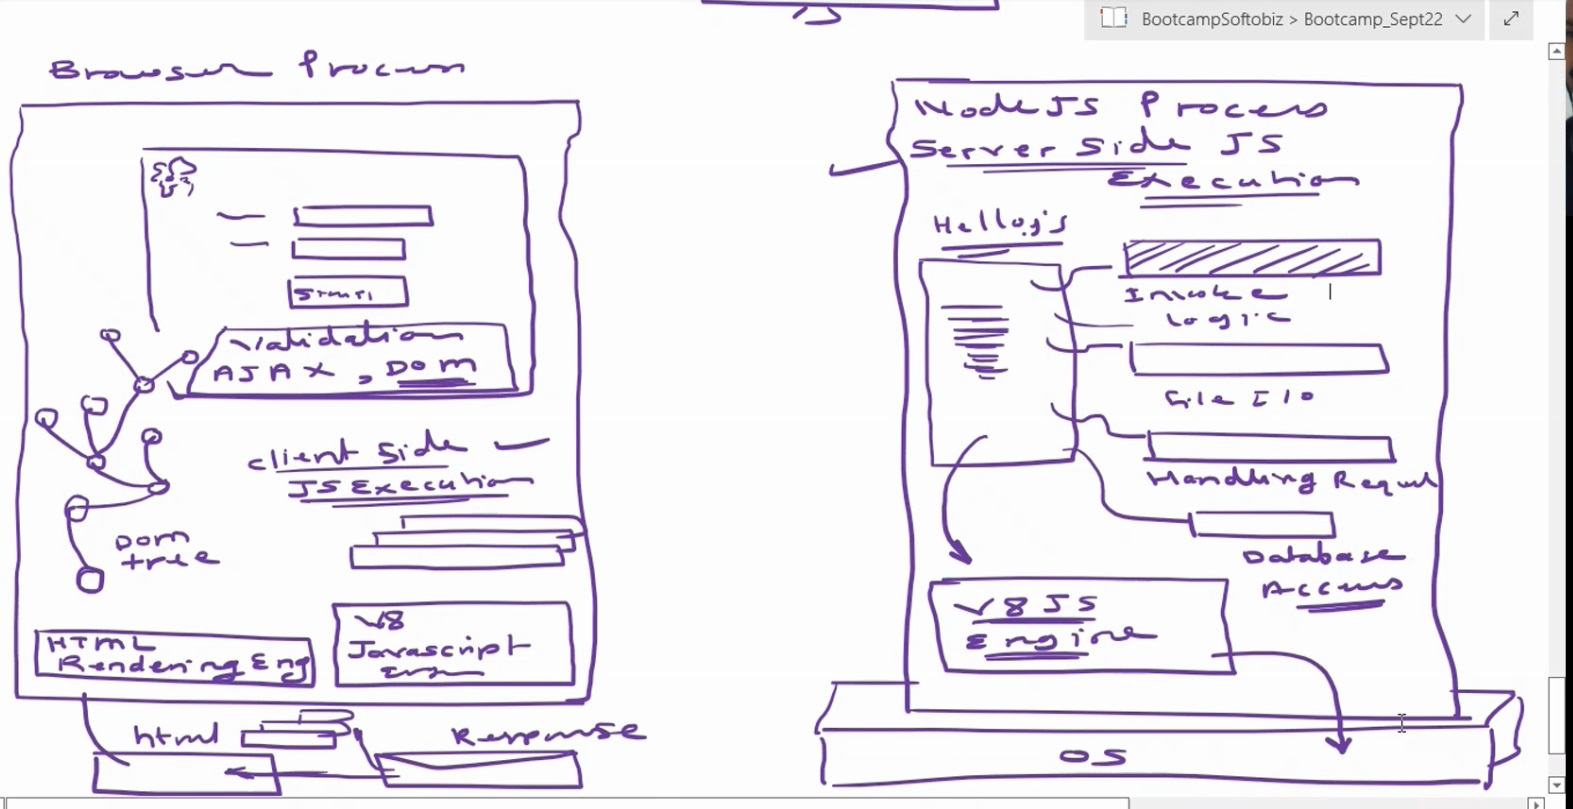 BootcampSoftobiz > Bootcamp_Sept22
Browser Process
Validation
AJAX, DOM
Client Side
JS Execution
DOM
tree
HTML
Rendering Eng
V8
Javascript
html
Response
NodeJS Process
Server Side JS
Execution
Hello.js
Invoke
Logic
File I/O
Handling
Database
Access
V8 JS
Engine
OS